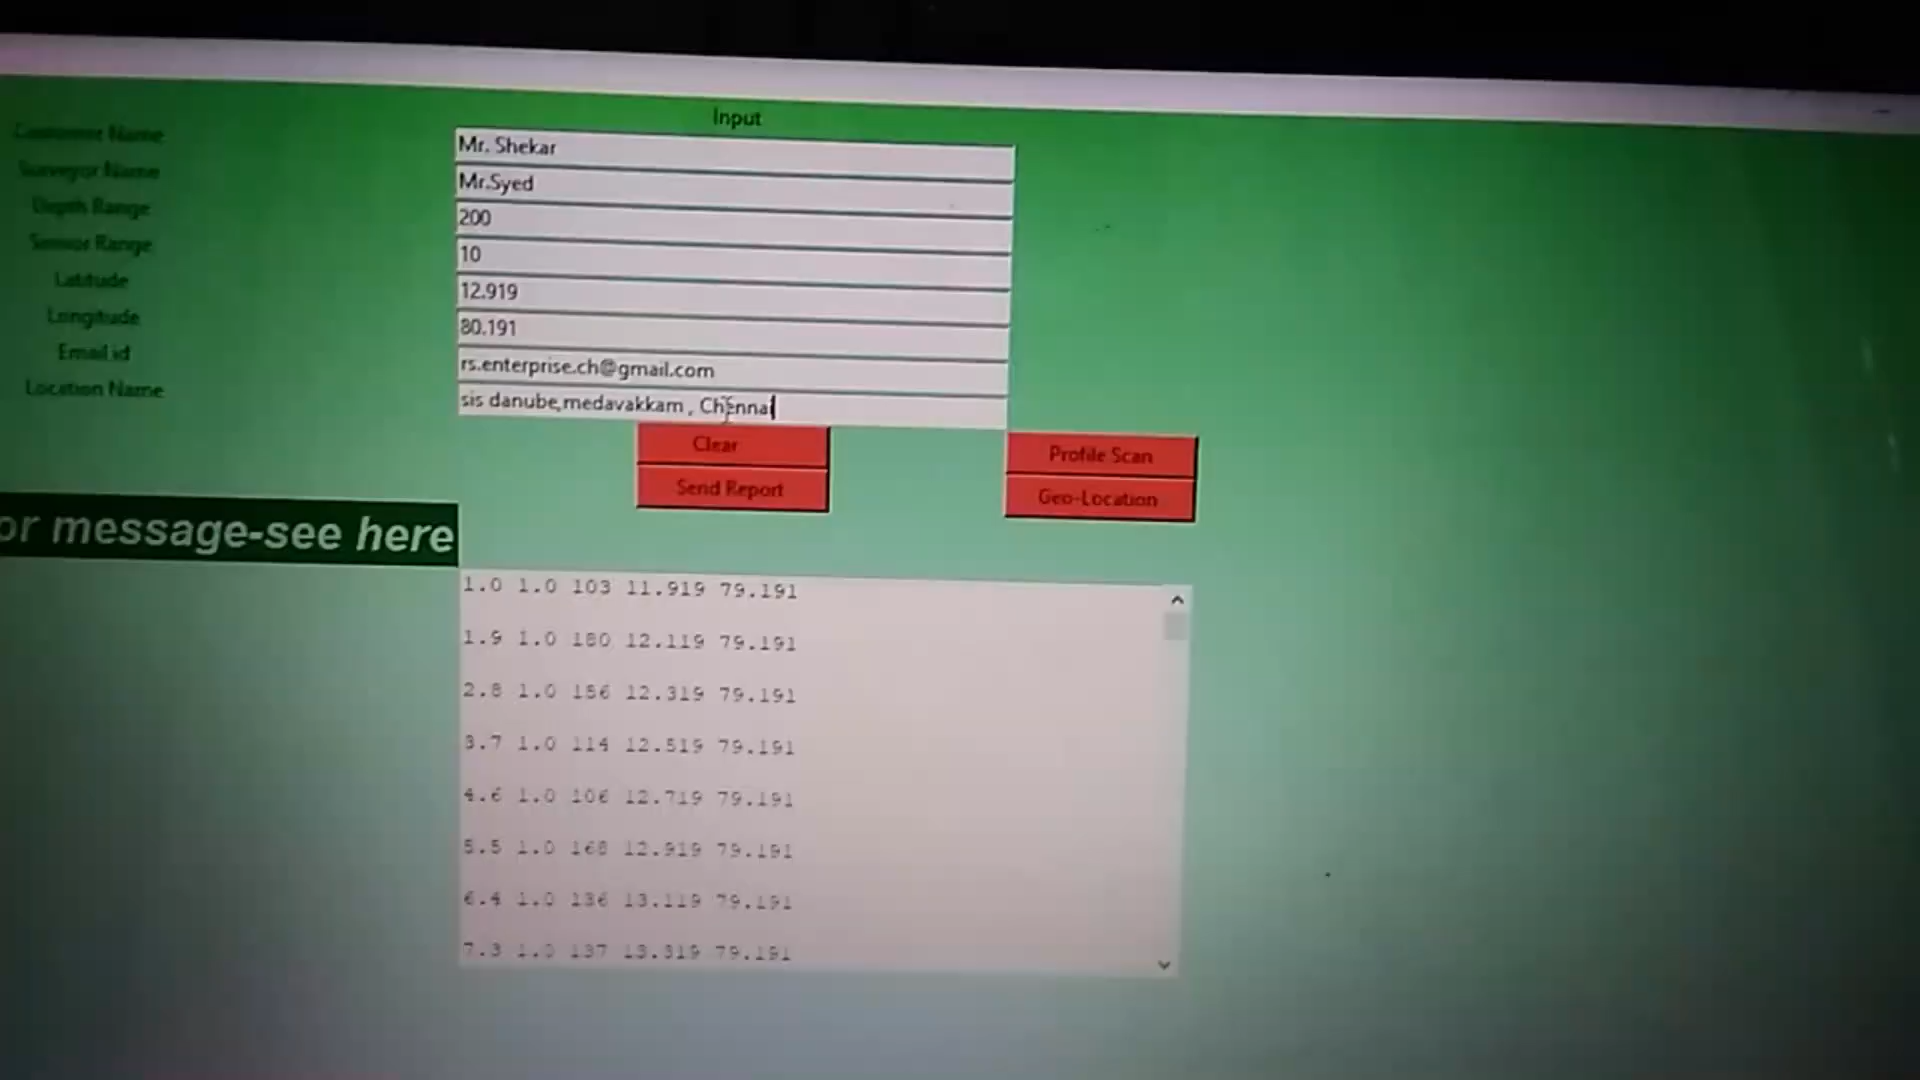 Input
Customer Name
Mr. Shekar
Surveyor Name
Mr.Syed
Depth Range
200
Sensor Range
10
Latitude
12.919
Longitude
80.191
Email.id
rs.enterprise.ch@gmail.com
Location Name
sis danube,medavakkam , Chennai
Clear
Profile Scan
Send Report
Geo-Location
or message-see here
1.0 1.0 103 11.919 79.191
1.9 1.0 180 12.119 79.191
2.8 1.0 186 12.319 79.191
3.7 1.0 114 12.519 79.191
4.6 1.0 106 12.719 79.191
5.5 1.0 168 12.919 79.191
6.4 1.0 136 13.119 79.191
7.3 1.0 137 13.319 79.191